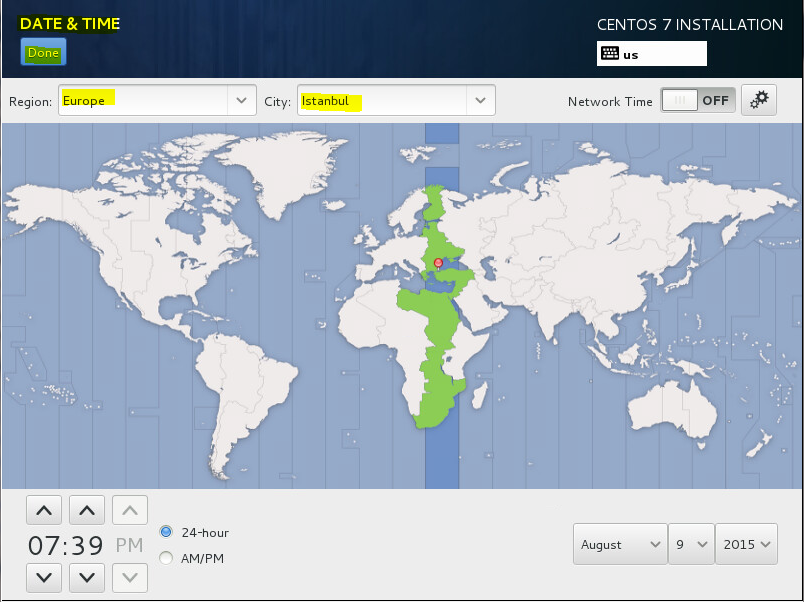 DATE & TIME
CENTOS 7 INSTALLATION
Done
us
Region: Europe City: Istanbul Network Time OFF
07:39 PM
24-hour
AM/PM
August 9 2015